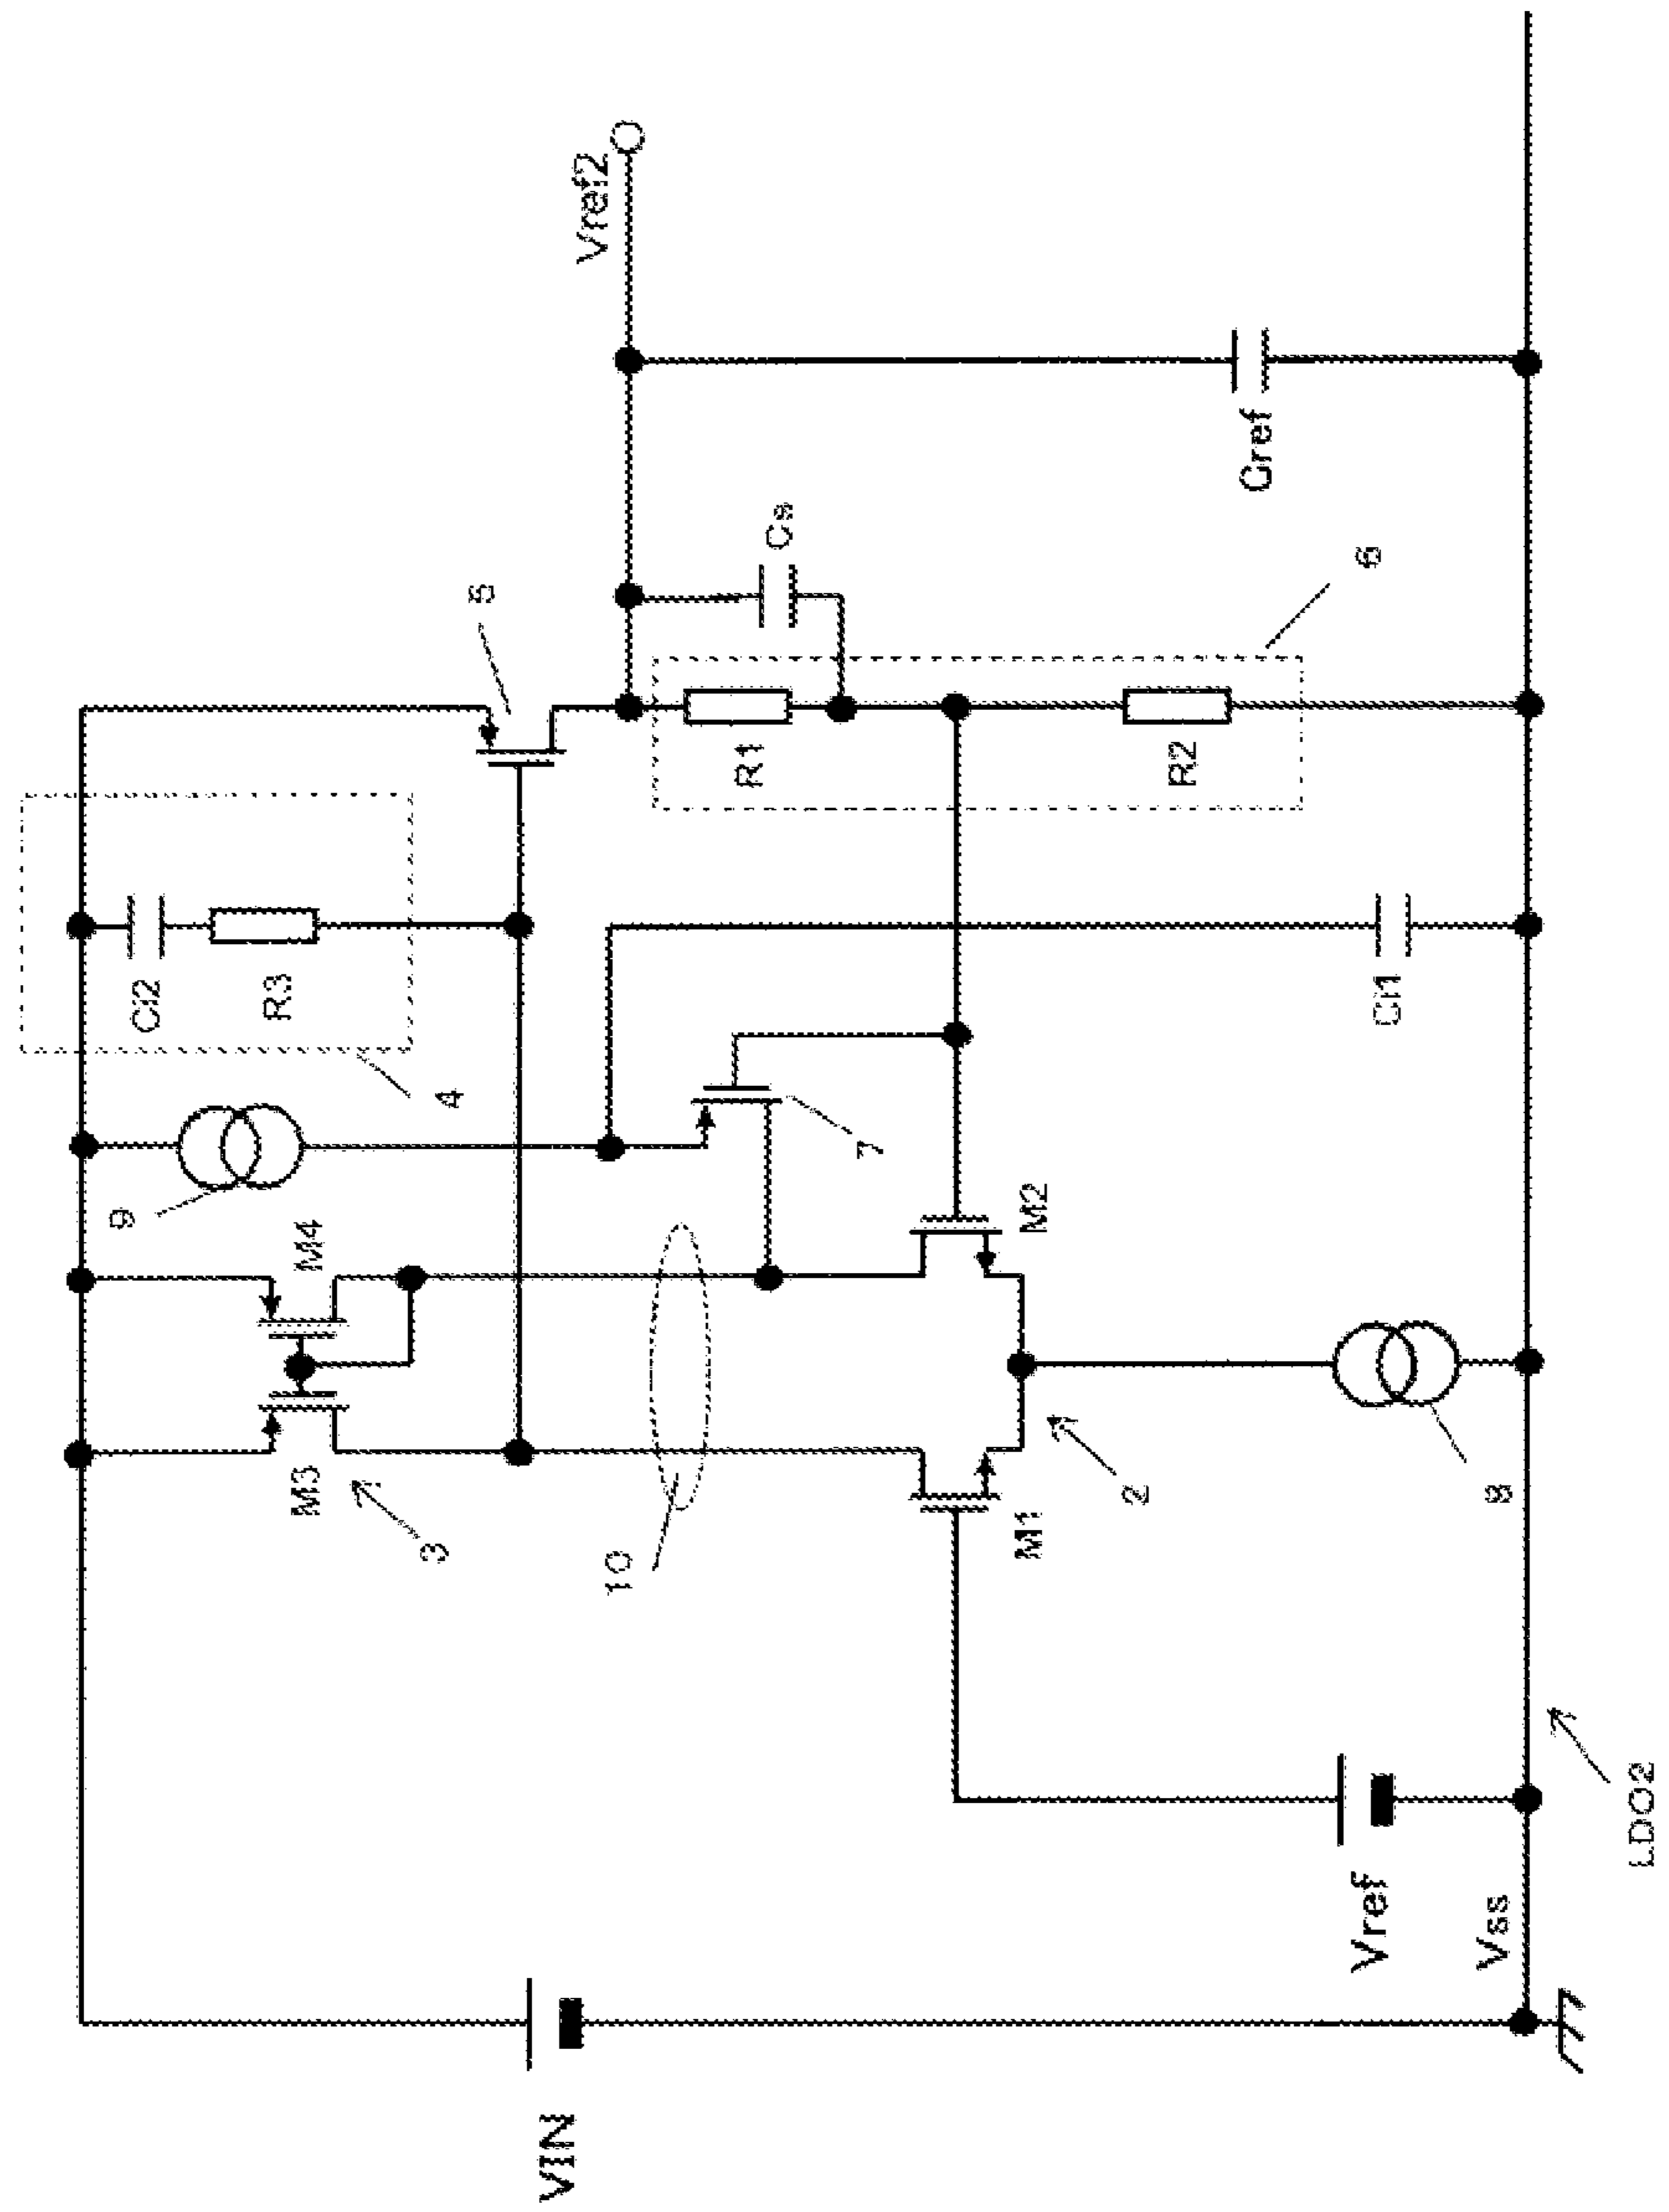 VIN
Vref
Vss
LDO2
M3
3
10
M1
2
8
M4
9
M2
7
4
Ci2
R3
Ci1
5
R1
R2
6
Cs
Cref
Vref2